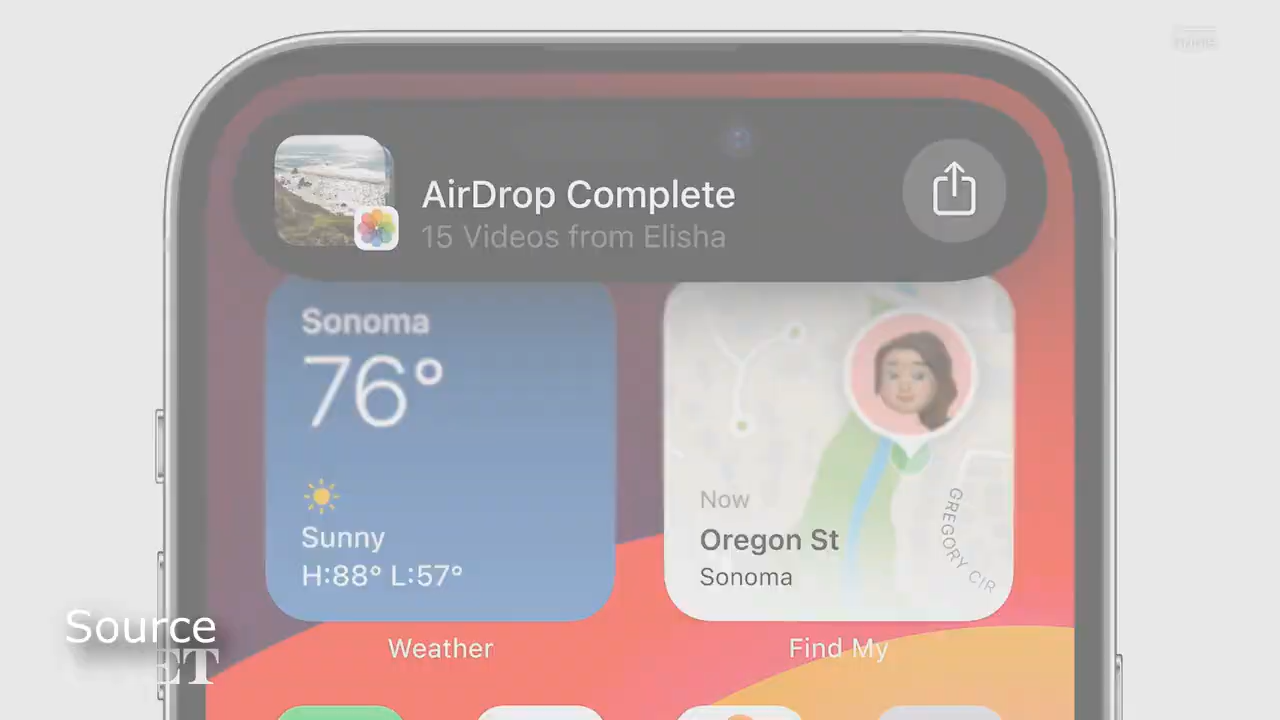 AirDrop Complete
15 Videos from Elisha
Sonoma
76°
Sunny
H:88° L:57°
Weather
Now
Oregon St
Sonoma
GREGORY CIR
Find My
Source